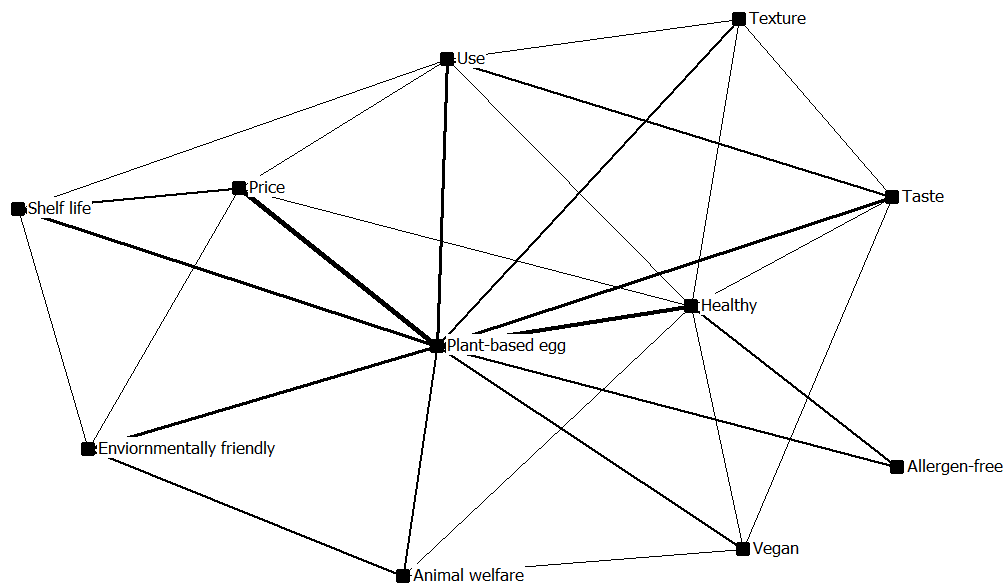 Texture
Use
Price
Shelf life
Taste
Healthy
Plant-based egg
Enviornmentally friendly
Allergen-free
Vegan
Animal welfare